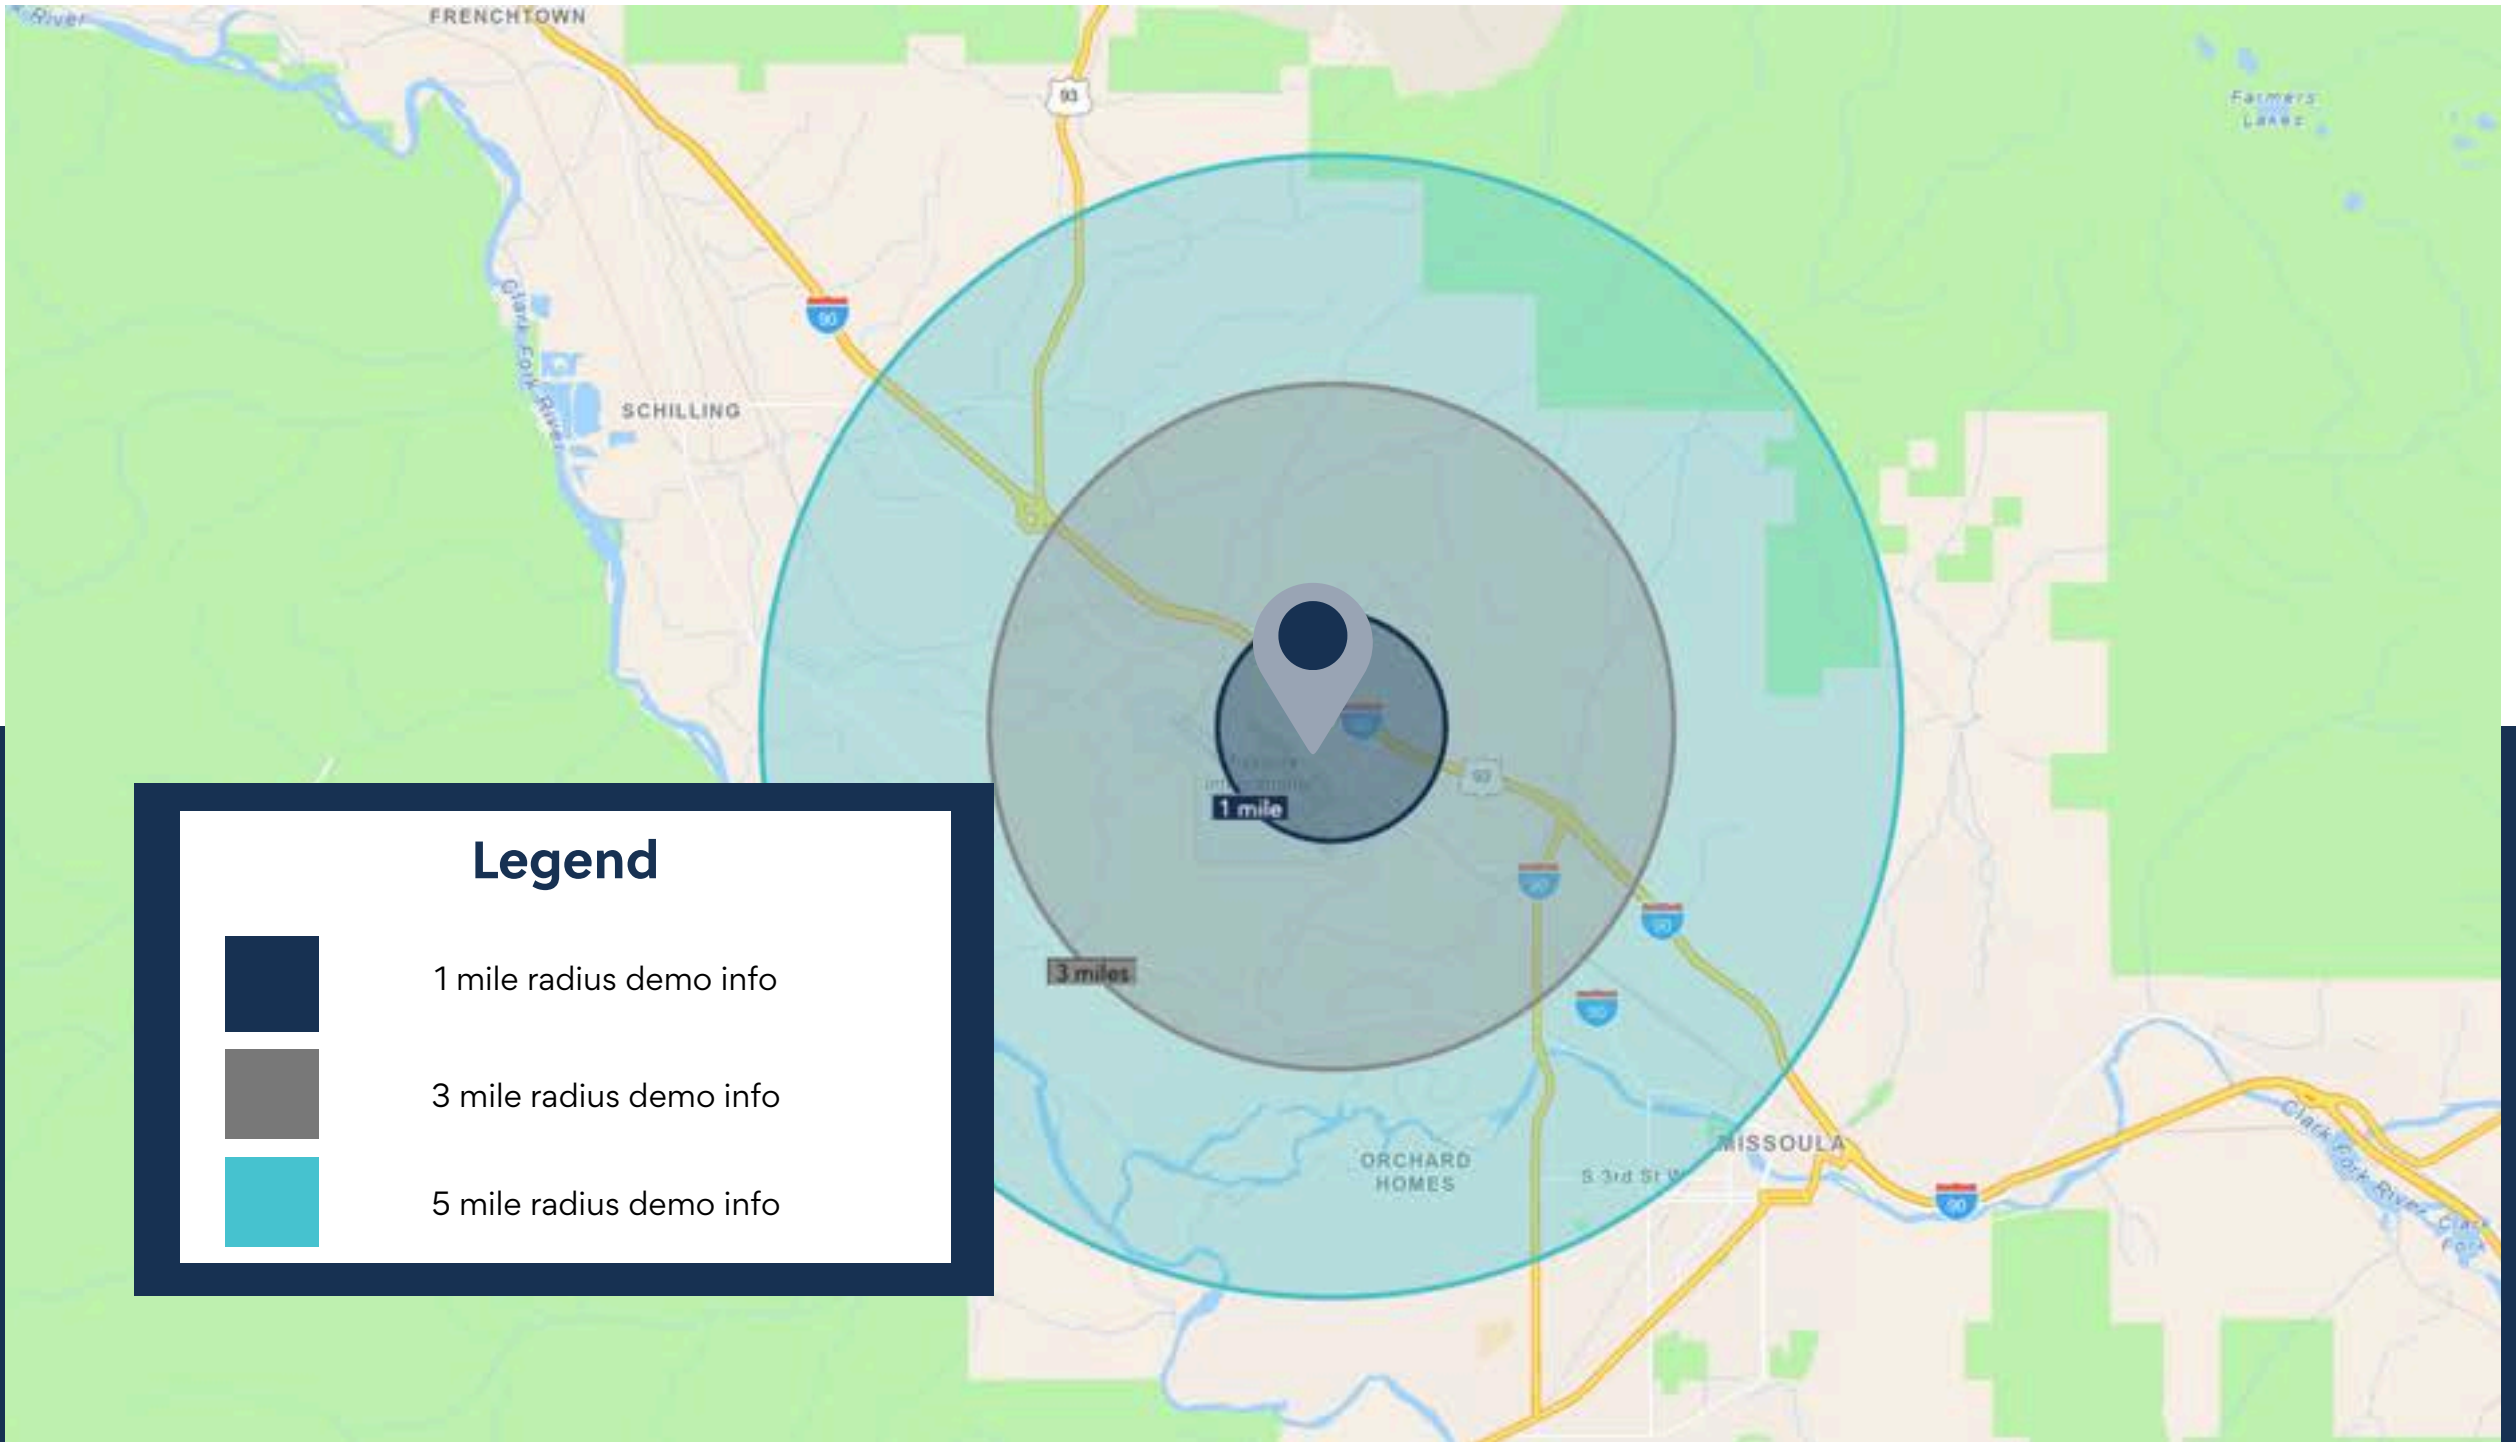 River
FRENCHTOWN
93
Farmers
Lakes
90
Clark Fork River
SCHILLING
93
1 mile
Legend
90
90
1 mile radius demo info
3 miles
90
3 mile radius demo info
Clark Fork River
MISSOULA
ORCHARD
HOMES
S 3rd St W
5 mile radius demo info
90
Clark
Fork